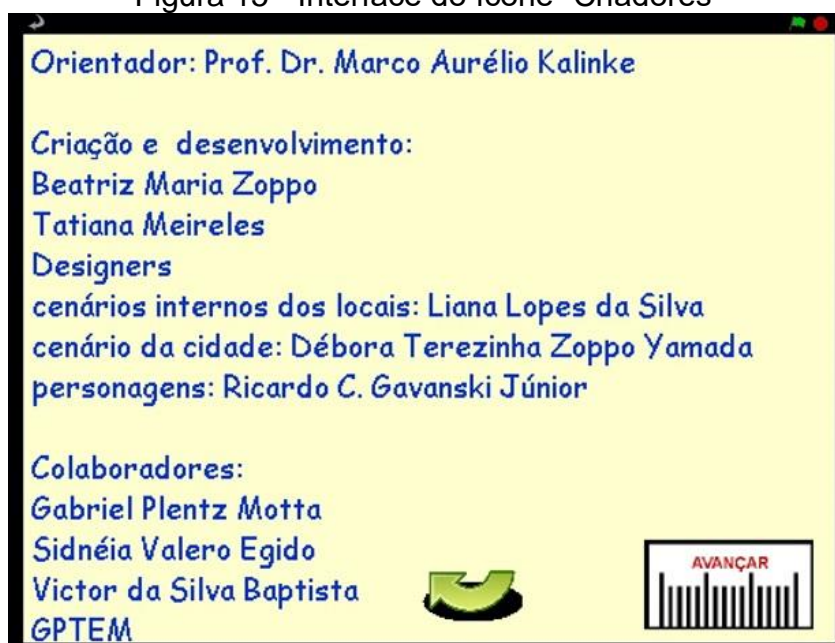 Orientador: Prof. Dr. Marco Aurélio Kalinke
Criação e desenvolvimento:
Beatriz Maria Zoppo
Tatiana Meireles
Designers
cenários internos dos locais: Liana Lopes da Silva
cenário da cidade: Débora Terezinha Zoppo Yamada
personagens: Ricardo C. Gavanski Júnior
Colaboradores:
Gabriel Plentz Motta
Sidnéia Valero Egido
Victor da Silva Baptista
GPTEM
AVANÇAR